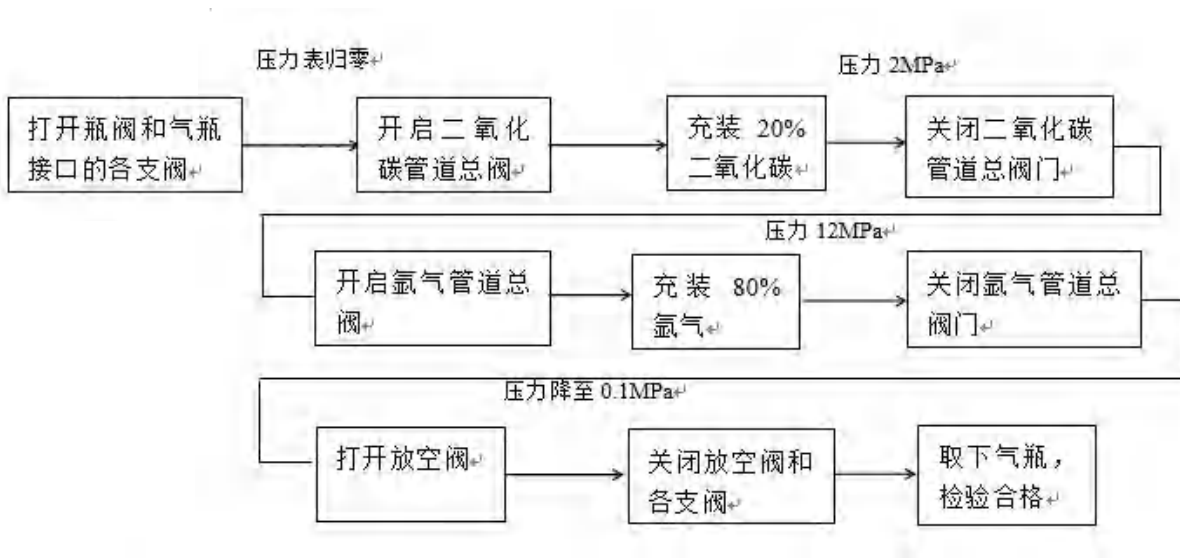 压力表归零
压力 2MPa
打开瓶阀和气瓶
接口的各支阀
开启二氧化
碳管道总阀
充装 20%
二氧化碳
关闭二氧化碳
管道总阀门
压力 12MPa
开启氩气管道总
阀
充装 80%
氩气
关闭氩气管道总
阀门
压力降至 0.1MPa
打开放空阀
关闭放空阀和
各支阀
取下气瓶，
检验合格